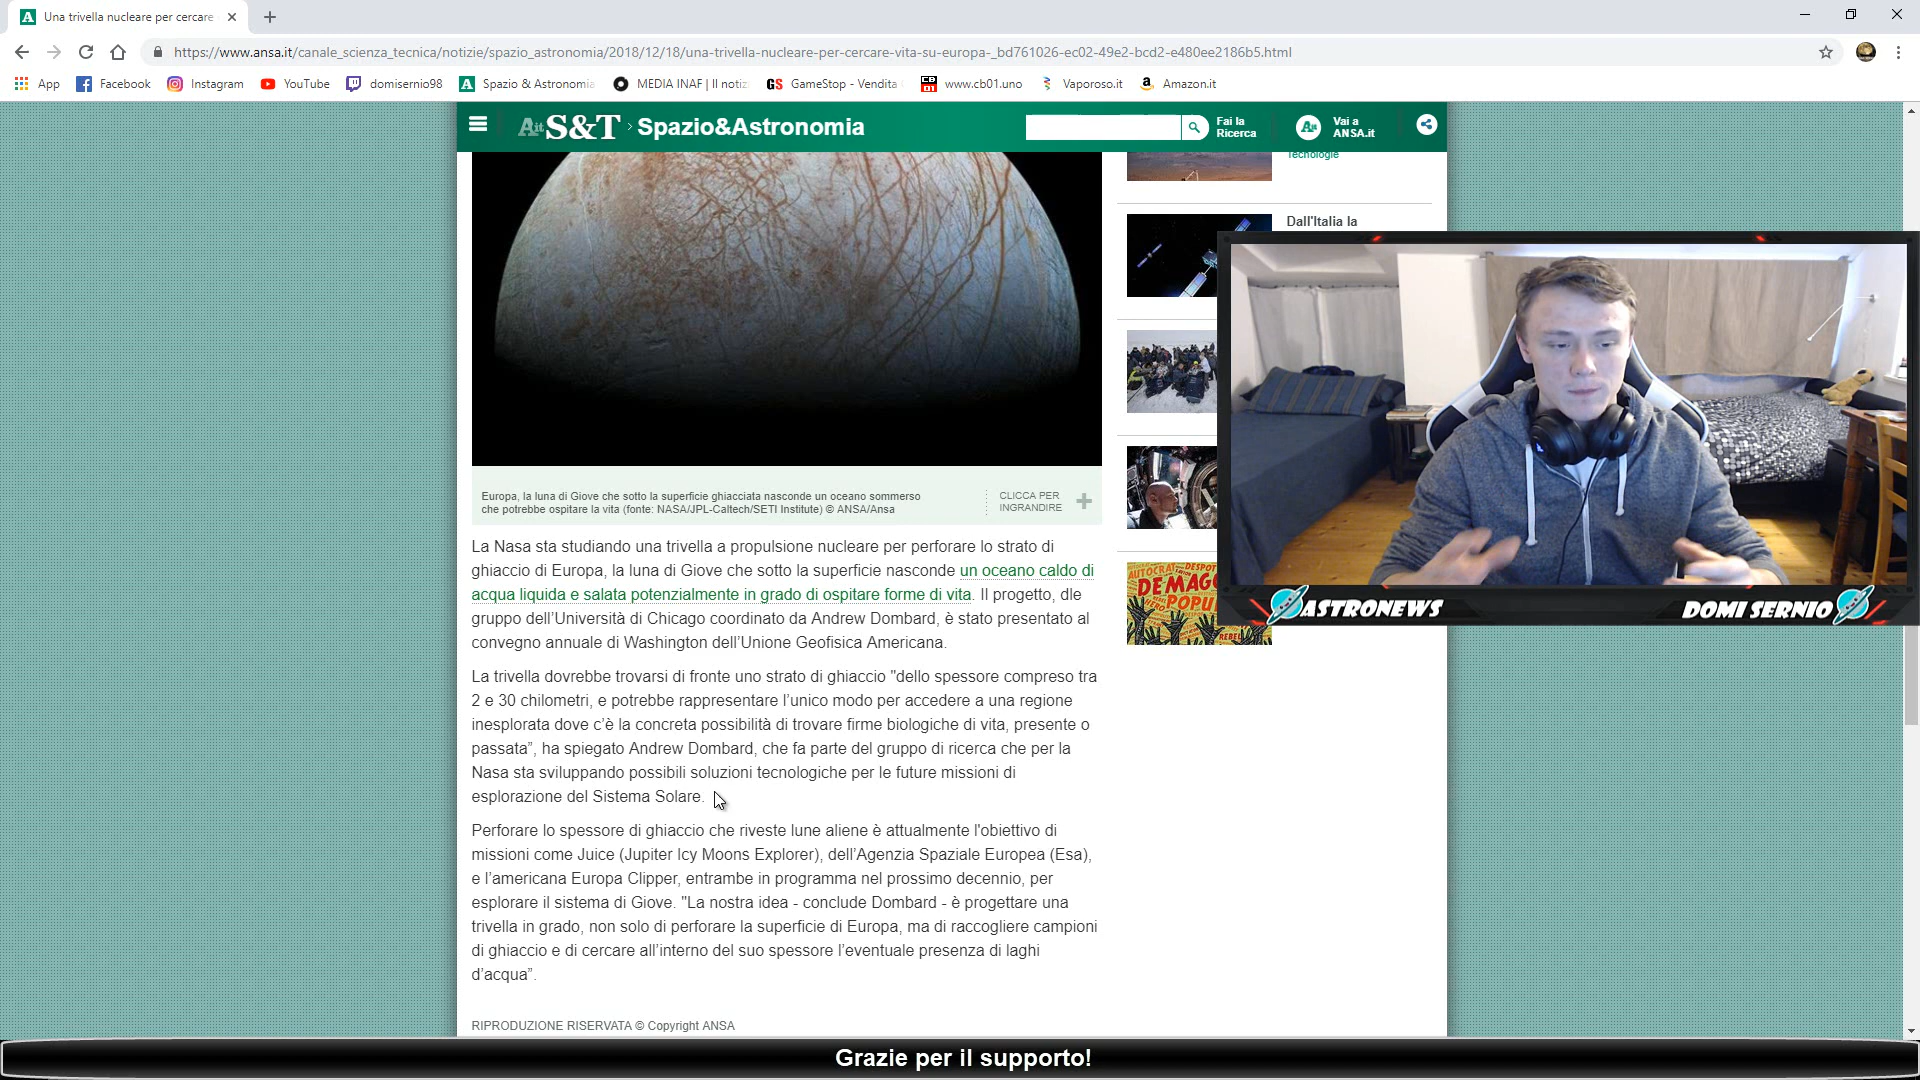 Una trivella nucleare per cercare
https://www.ansa.it/canale_scienza_tecnica/notizie/spazio_astronomia/2018/12/18/una-trivella-nucleare-per-cercare-vita-su-europa-_bd761026-ec02-49e2-bcd2-e480ee2186b5.html
App Facebook Instagram YouTube domisernio98 Spazio & Astronomia MEDIA INAF | Il notiz GameStop - Vendita www.cb01.uno Vaporoso.it Amazon.it
Ait S&T › Spazio&Astronomia
Fai la
Ricerca
Vai a
ANSA.it
Tecnologie
Dall'Italia la
Europa, la luna di Giove che sotto la superficie ghiacciata nasconde un oceano sommerso
che potrebbe ospitare la vita (fonte: NASA/JPL-Caltech/SETI Institute) © ANSA/Ansa
CLICCA PER
INGRANDIRE
La Nasa sta studiando una trivella a propulsione nucleare per perforare lo strato di
ghiaccio di Europa, la luna di Giove che sotto la superficie nasconde un oceano caldo di
acqua liquida e salata potenzialmente in grado di ospitare forme di vita. Il progetto, dle
gruppo dell'Università di Chicago coordinato da Andrew Dombard, è stato presentato al
convegno annuale di Washington dell'Unione Geofisica Americana.
La trivella dovrebbe trovarsi di fronte uno strato di ghiaccio "dello spessore compreso tra
2 e 30 chilometri, e potrebbe rappresentare l'unico modo per accedere a una regione
inesplorata dove c'è la concreta possibilità di trovare firme biologiche di vita, presente o
passata”, ha spiegato Andrew Dombard, che fa parte del gruppo di ricerca che per la
Nasa sta sviluppando possibili soluzioni tecnologiche per le future missioni di
esplorazione del Sistema Solare.
Perforare lo spessore di ghiaccio che riveste lune aliene è attualmente l'obiettivo di
missioni come Juice (Jupiter Icy Moons Explorer), dell'Agenzia Spaziale Europea (Esa),
e l'americana Europa Clipper, entrambe in programma nel prossimo decennio, per
esplorare il sistema di Giove. "La nostra idea - conclude Dombard - è progettare una
trivella in grado, non solo di perforare la superficie di Europa, ma di raccogliere campioni
di ghiaccio e di cercare all'interno del suo spessore l'eventuale presenza di laghi
d'acqua”.
RIPRODUZIONE RISERVATA © Copyright ANSA
ASTRONEWS
DOMI SERNIO
Grazie per il supporto!